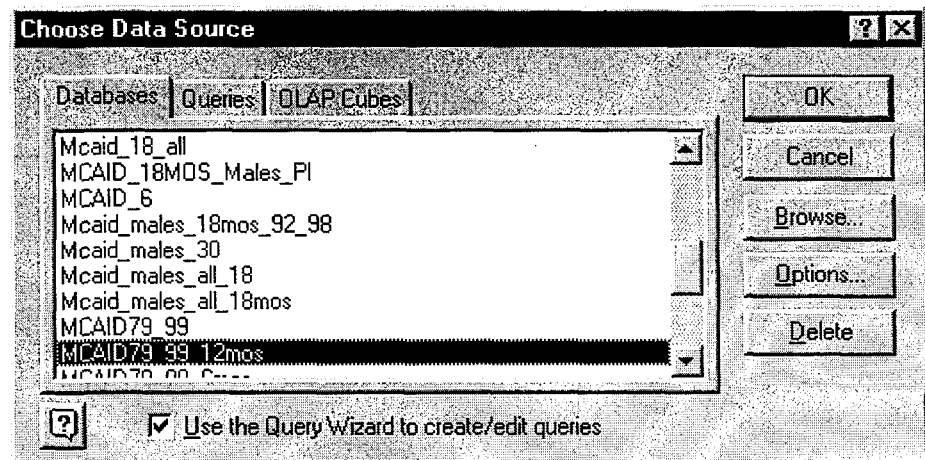 Choose Data Source
Databases Queries OLAP Cubes
Mcaid_18_all
MCAID_18MOS_Males_Pl
MCAID_6
Mcaid_males_18mos_92_98
Mcaid_males_30
Mcaid_males_all_18
Mcaid_males_all_18mos
MCAID79_99
MCAID79_99_12mos
OK
Cancel
Browse...
Options...
Delete
Use the Query Wizard to create/edit queries